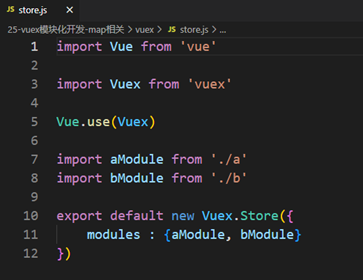 JS store.js ●
25-vuex模块化开发-map相关 > vuex > JS store.js > ...
1 import Vue from 'vue'
2
3 import Vuex from 'vuex'
4
5 Vue.use(Vuex)
6
7 import aModule from './a'
8 import bModule from './b'
9
10 export default new Vuex.Store({
11     modules : {aModule, bModule}
12 })